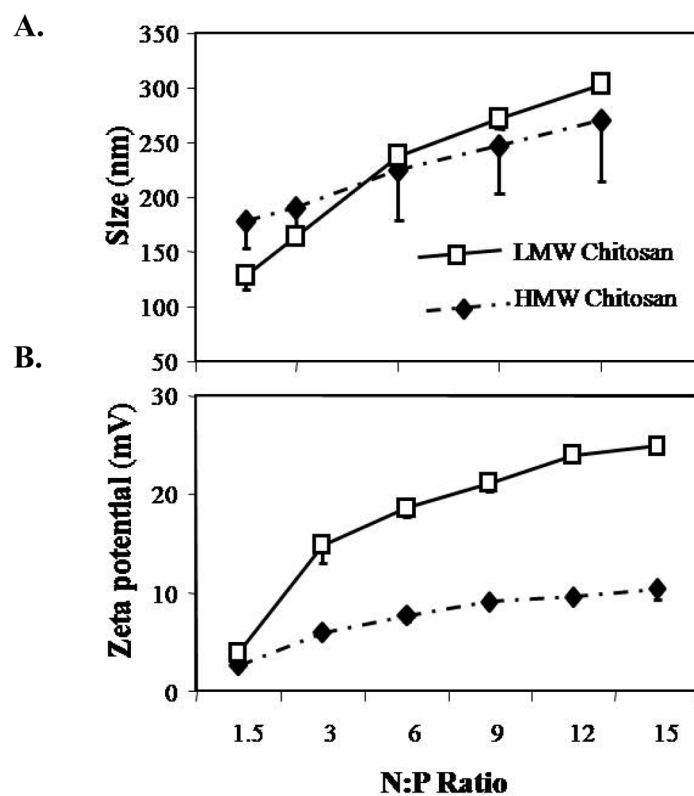 A.
350
300
250
200
150
100
50
Size (nm)
LMW Chitosan
HMW Chitosan
B.
30
20
10
0
Zeta potential (mV)
1.5 3 6 9 12 15
N:P Ratio